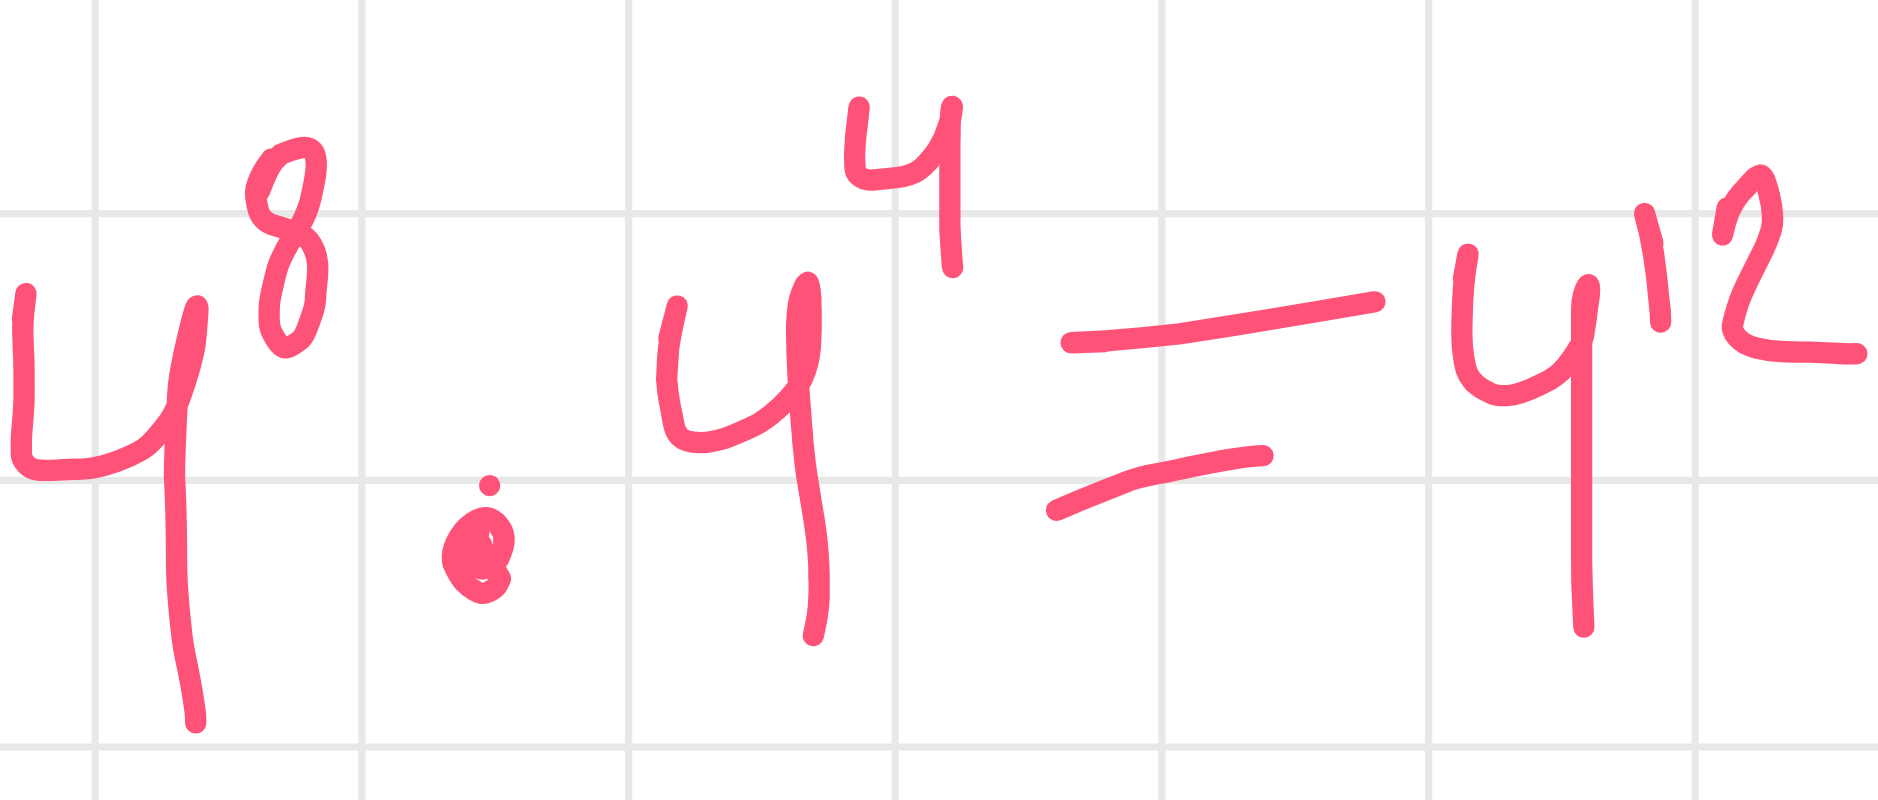 4⁸ · 4⁴ = 4¹²